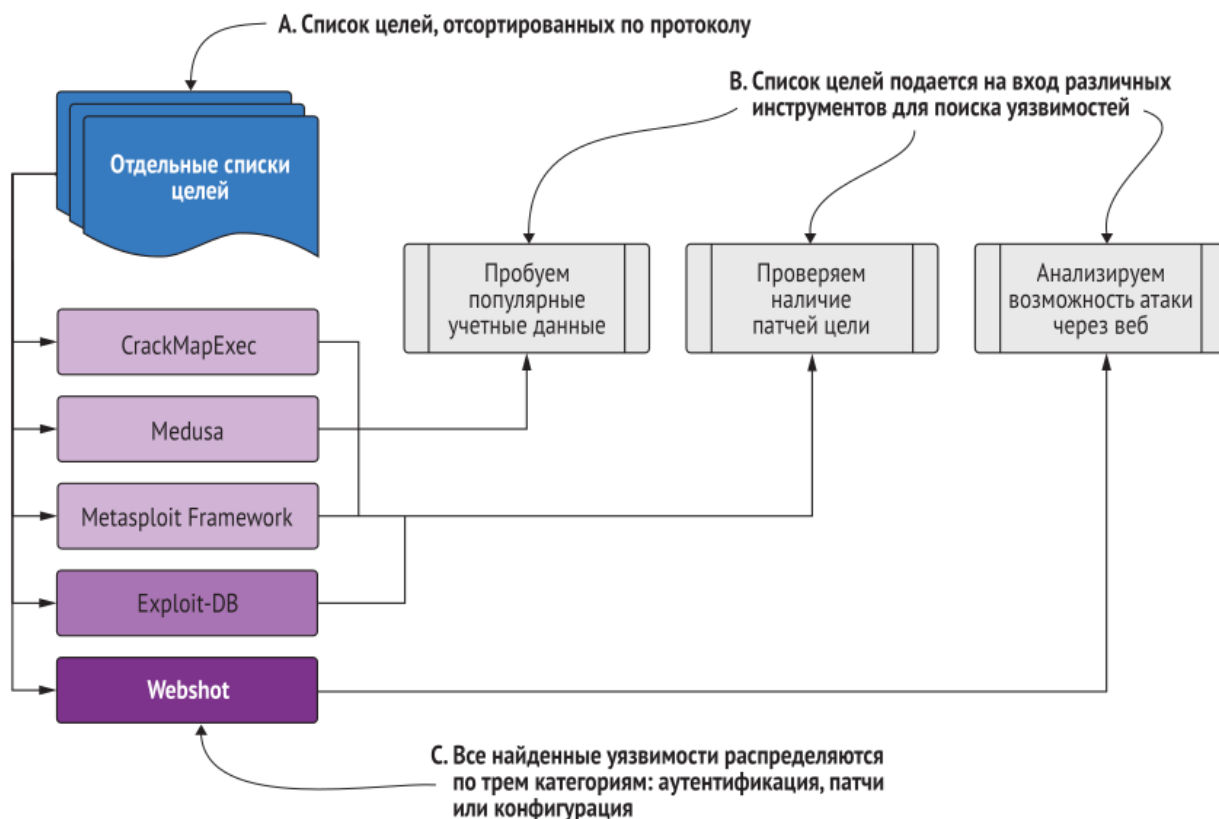 A. Список целей, отсортированных по протоколу
B. Список целей подается на вход различных
инструментов для поиска уязвимостей
Отдельные списки
целей
Пробуем
популярные
учетные данные
Проверяем
наличие
патчей цели
Анализируем
возможность атаки
через веб
CrackMapExec
Medusa
Metasploit Framework
Exploit-DB
Webshot
C. Все найденные уязвимости распределяются
по трем категориям: аутентификация, патчи
или конфигурация